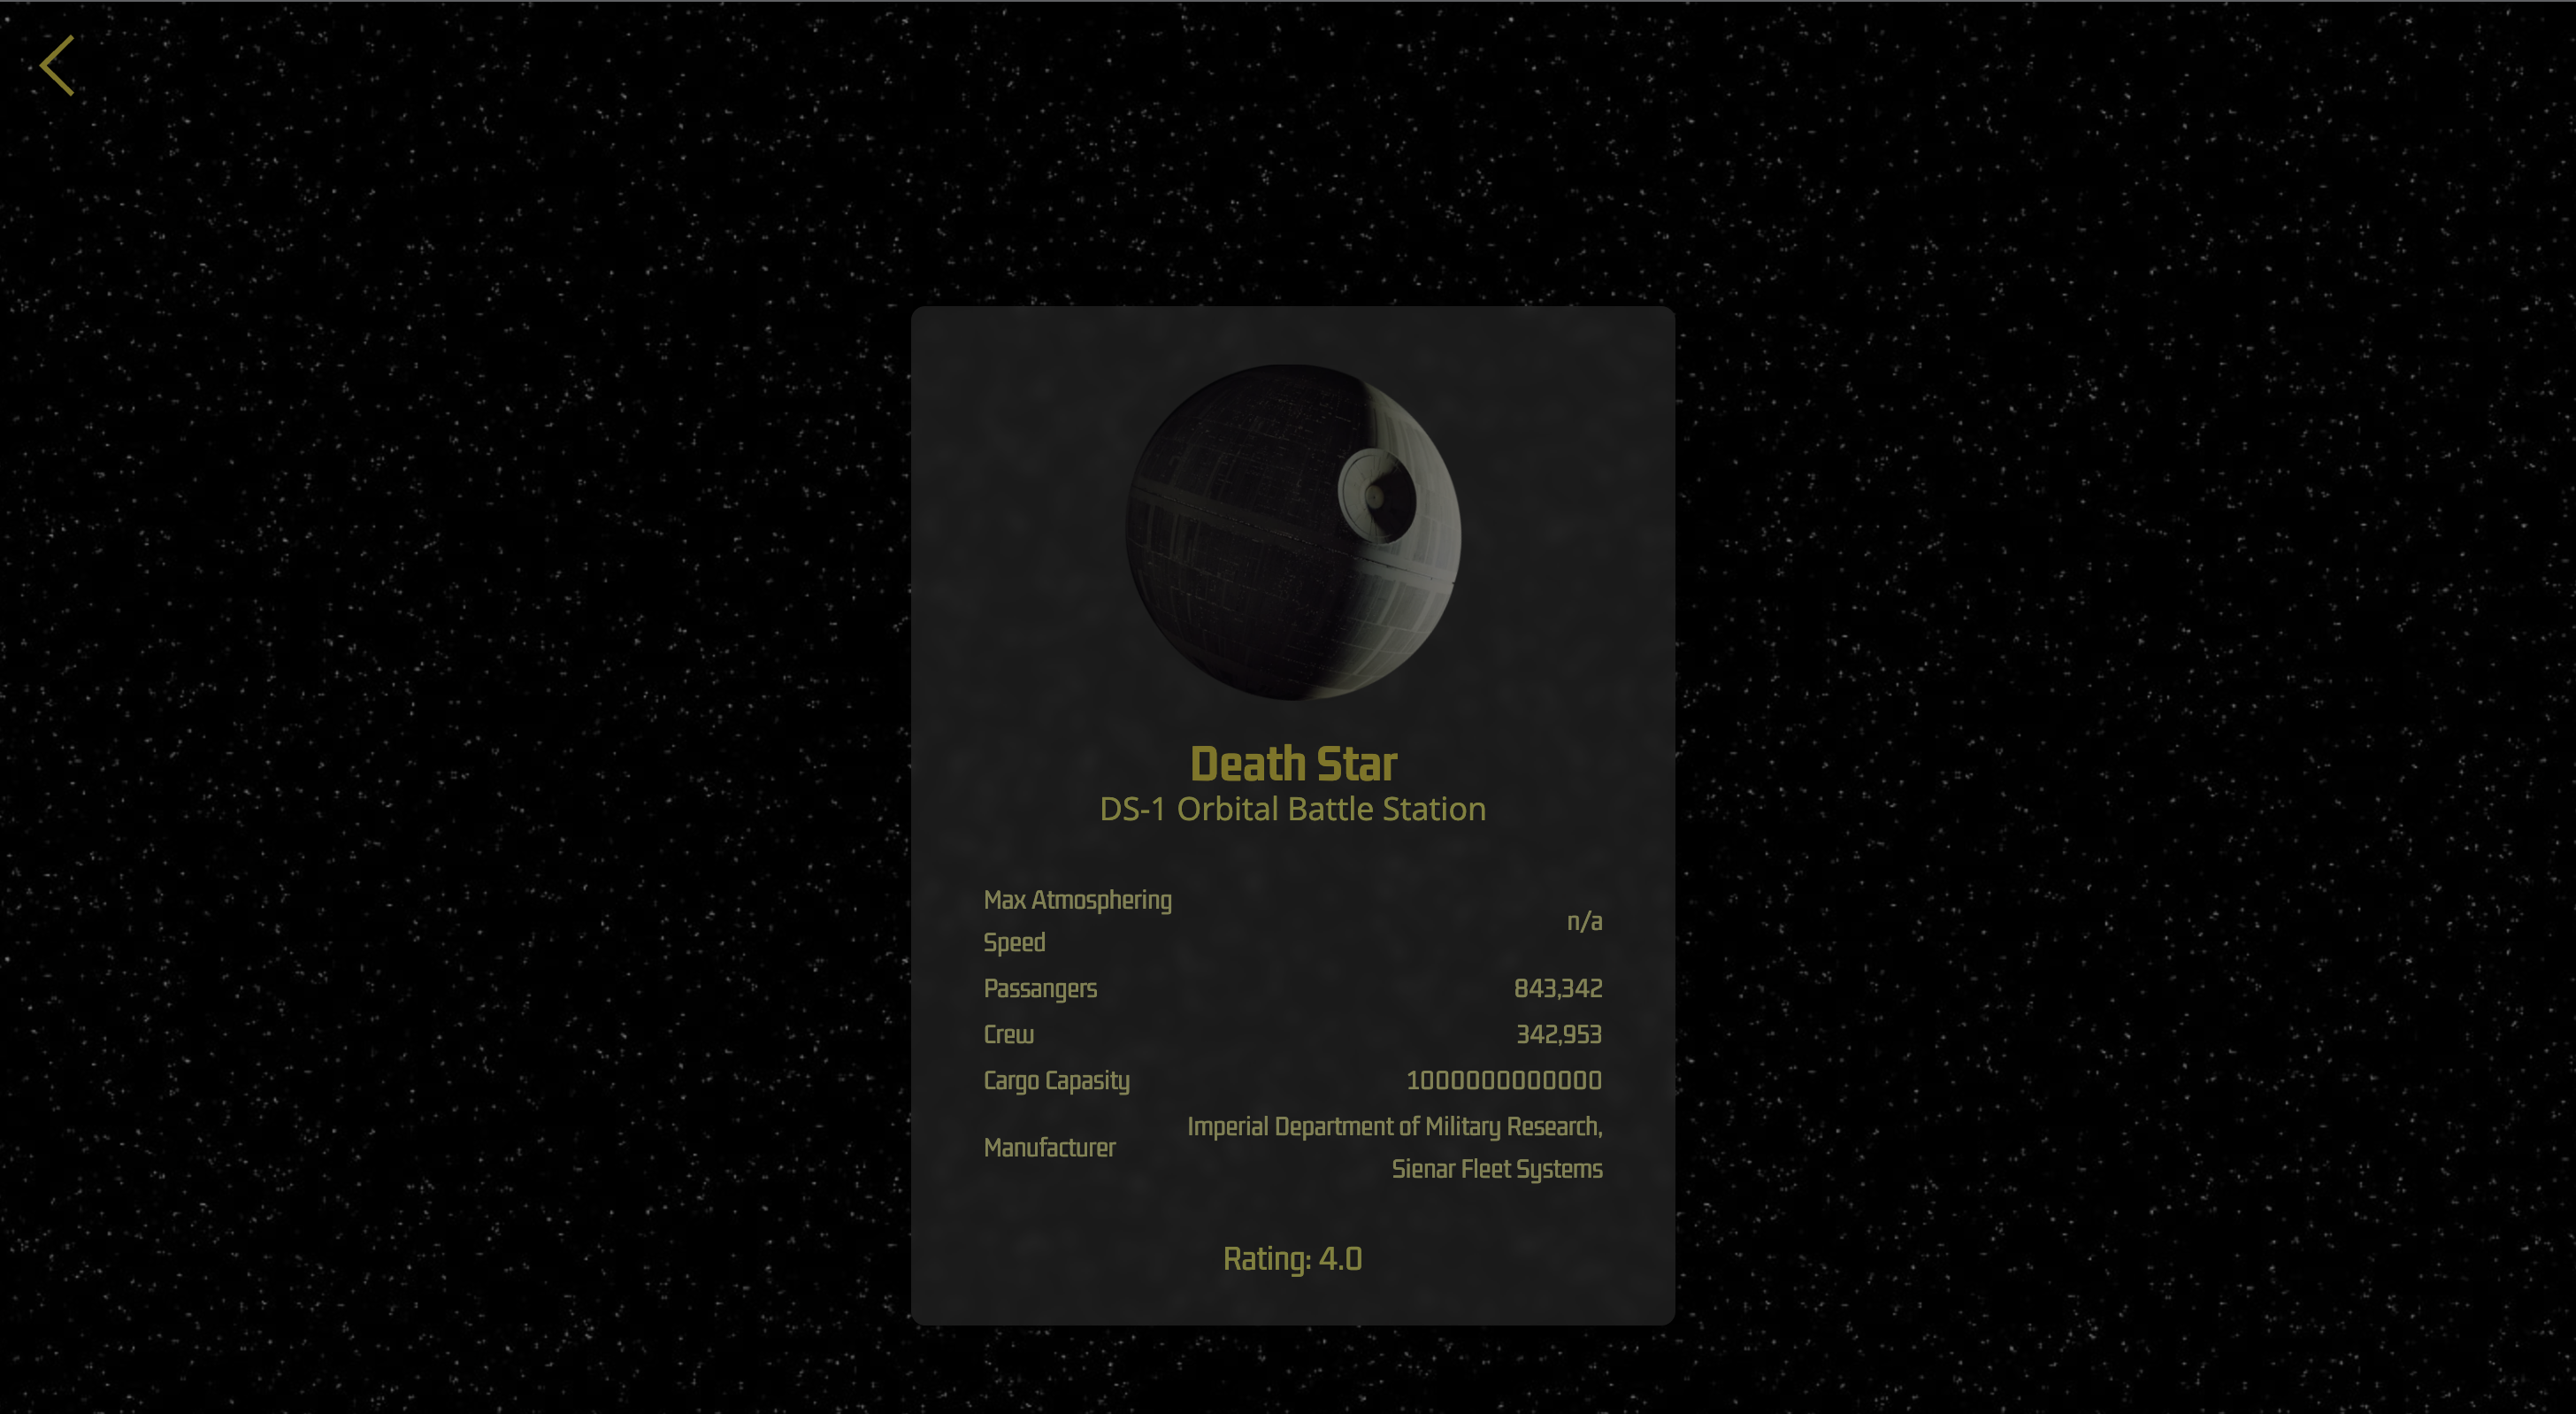 Death Star
DS-1 Orbital Battle Station
Max Atmosphering
Speed
n/a
Passangers
843,342
Crew
342,953
Cargo Capasity
1000000000000
Manufacturer
Imperial Department of Military Research,
Sienar Fleet Systems
Rating: 4.0